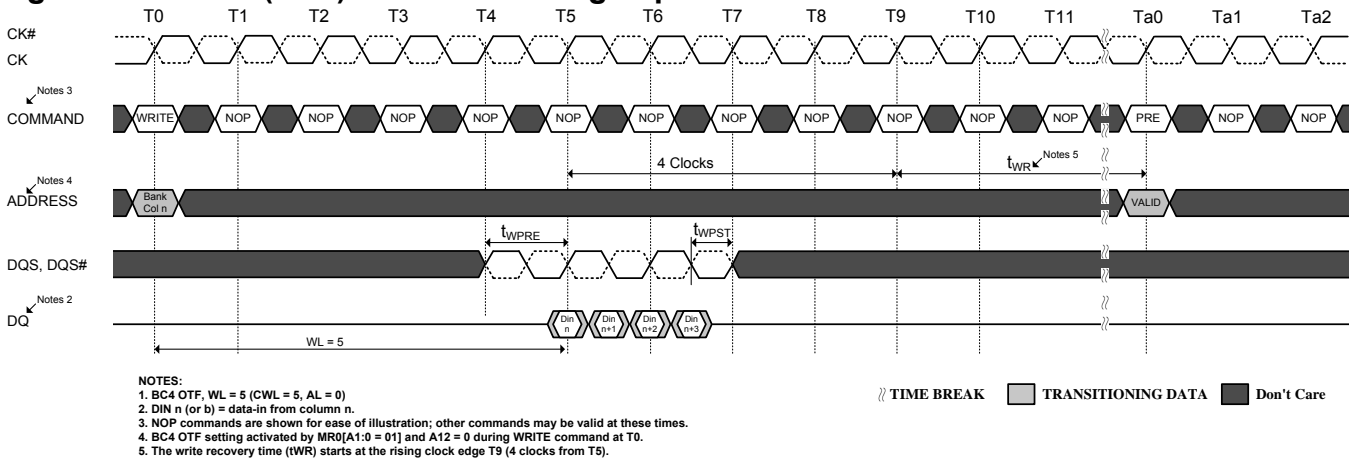 T0 T1 T2 T3 T4 T5 T6 T7 T8 T9 T10 T11 Ta0 Ta1 Ta2
CK#
CK
Notes 3
COMMAND
WRITE NOP NOP NOP NOP NOP NOP NOP NOP NOP NOP NOP PRE NOP NOP
4 Clocks
tWR Notes 5
Notes 4
ADDRESS
Bank
Col n
VALID
tWPRE
tWPST
DQS, DQS#
Notes 2
DQ
Din Din Din Din
n n+1 n+2 n+3
WL = 5
NOTES:
1. BC4 OTF, WL = 5 (CWL = 5, AL = 0)
2. DIN n (or b) = data-in from column n.
3. NOP commands are shown for ease of illustration; other commands may be valid at these times.
4. BC4 OTF setting activated by MR0[A1:0 = 01] and A12 = 0 during WRITE command at T0.
5. The write recovery time (tWR) starts at the rising clock edge T9 (4 clocks from T5).
TIME BREAK
TRANSITIONING DATA
Don't Care